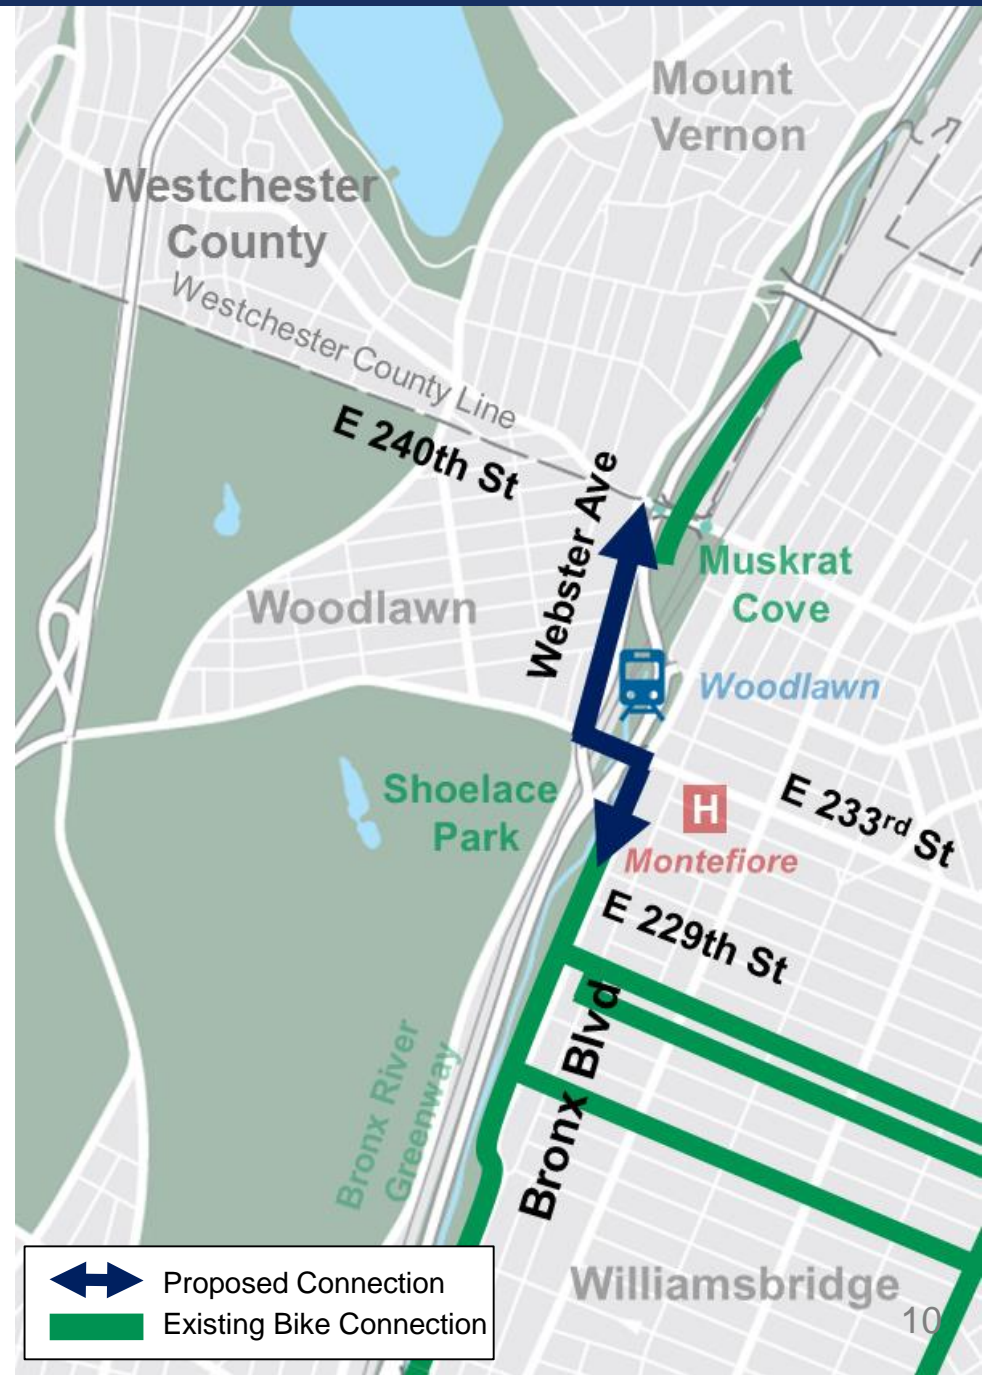 Mount
Vernon
Westchester
County
Westchester County Line
E 240th St
Webster Ave
Muskrat
Cove
Woodlawn
Woodlawn
Shoelace
Park
E 233rd St
H
Montefiore
E 229th St
Bronx Blvd
Bronx River
Greenway
Proposed Connection
Existing Bike Connection
Williamsbridge
10